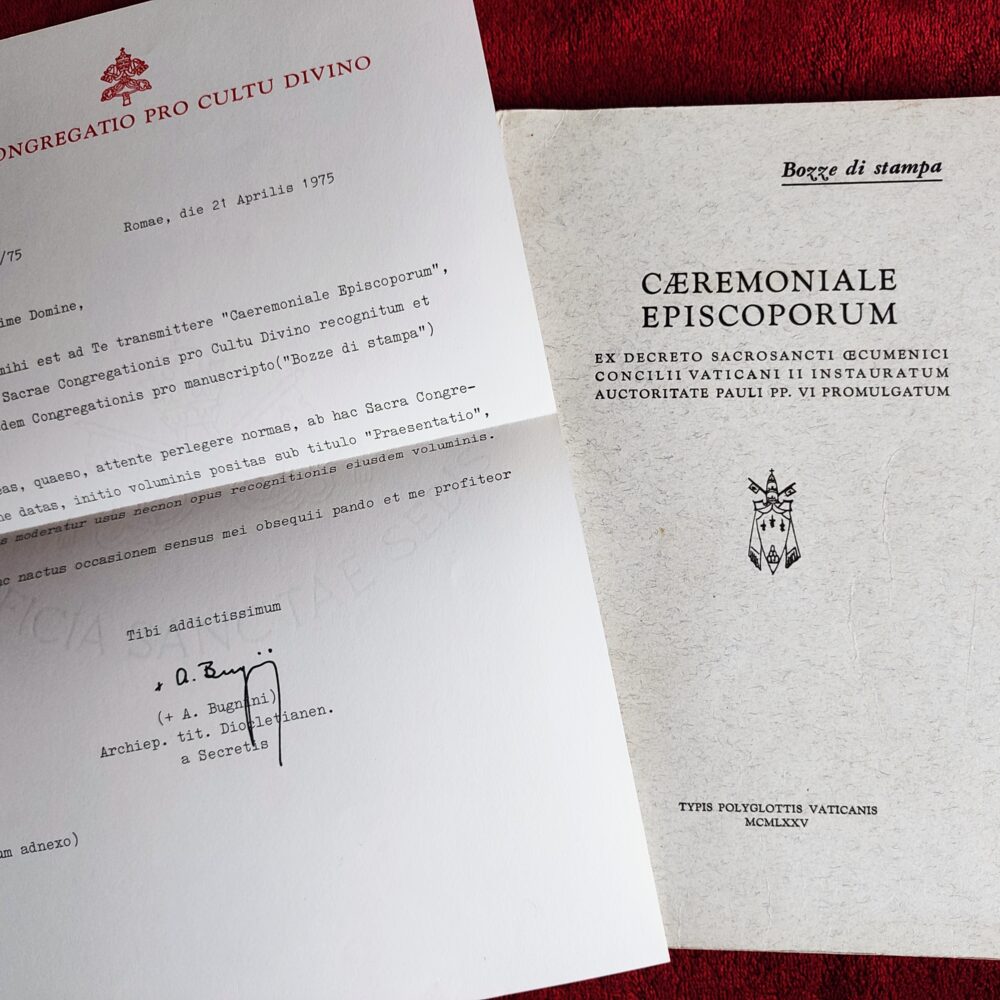 ONGREGATIO PRO CULTU DIVINO
Romae, die 21 Aprilis 1975
/75
ime Domine,
mihi est ad Te transmittere "Caeremoniale Episcoporum",
Sacrae Congregationis pro Cultu Divino recognitum et
dem Congregationis pro manuscripto("Bozze di stampa")
eas, quaeso, attente perlegere normas, ab hac Sacra Congre-
ne datas, initio voluminis positas sub titulo "Praesentatio",
s moderatur usus necnon opus recognitionis eiusdem voluminis.
c nactus occasionem sensus mei obsequii pando et me profiteor
Tibi addictissimum
+ A. Bugnini
(+ A. Bugnini)
Archiep. tit. Diocletianen.
a Secretis
um adnexo)
Bozze di stampa
CÆREMONIALE
EPISCOPORUM
EX DECRETO SACROSANCTI ŒCUMENICI
CONCILII VATICANI II INSTAURATUM
AUCTORITATE PAULI PP. VI PROMULGATUM
TYPIS POLYGLOTTIS VATICANIS
MCMLXXV